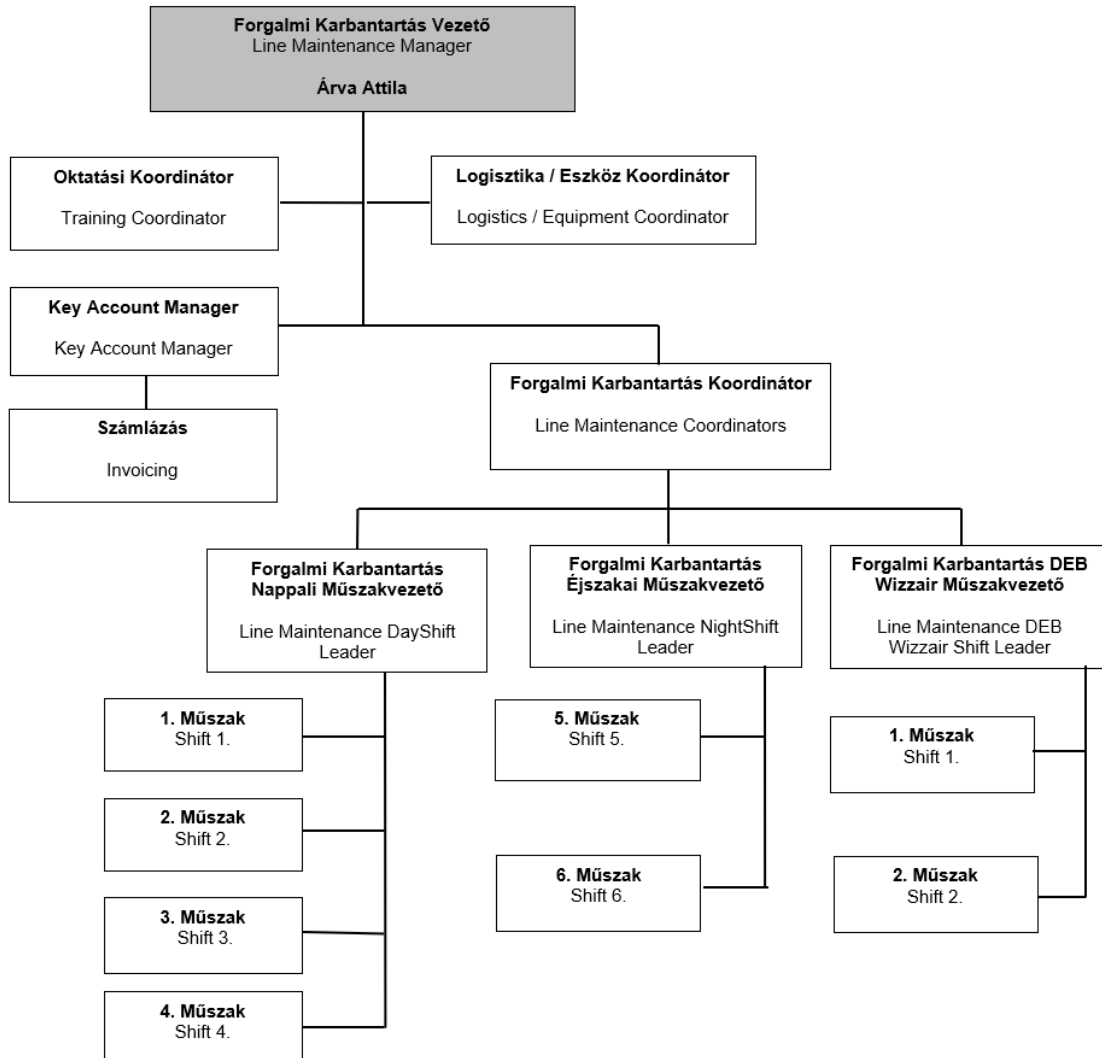 Forgalmi Karbantartás Vezető
Line Maintenance Manager
Árva Attila
Oktatási Koordinátor
Training Coordinator
Logisztika / Eszköz Koordinátor
Logistics / Equipment Coordinator
Key Account Manager
Key Account Manager
Számlázás
Invoicing
Forgalmi Karbantartás Koordinátor
Line Maintenance Coordinators
Forgalmi Karbantartás
Nappali Műszakvezető
Line Maintenance DayShift
Leader
Forgalmi Karbantartás
Éjszakai Műszakvezető
Line Maintenance NightShift
Leader
Forgalmi Karbantartás DEB
Wizzair Műszakvezető
Line Maintenance DEB
Wizzair Shift Leader
1. Műszak
Shift 1.
2. Műszak
Shift 2.
3. Műszak
Shift 3.
4. Műszak
Shift 4.
5. Műszak
Shift 5.
6. Műszak
Shift 6.
1. Műszak
Shift 1.
2. Műszak
Shift 2.